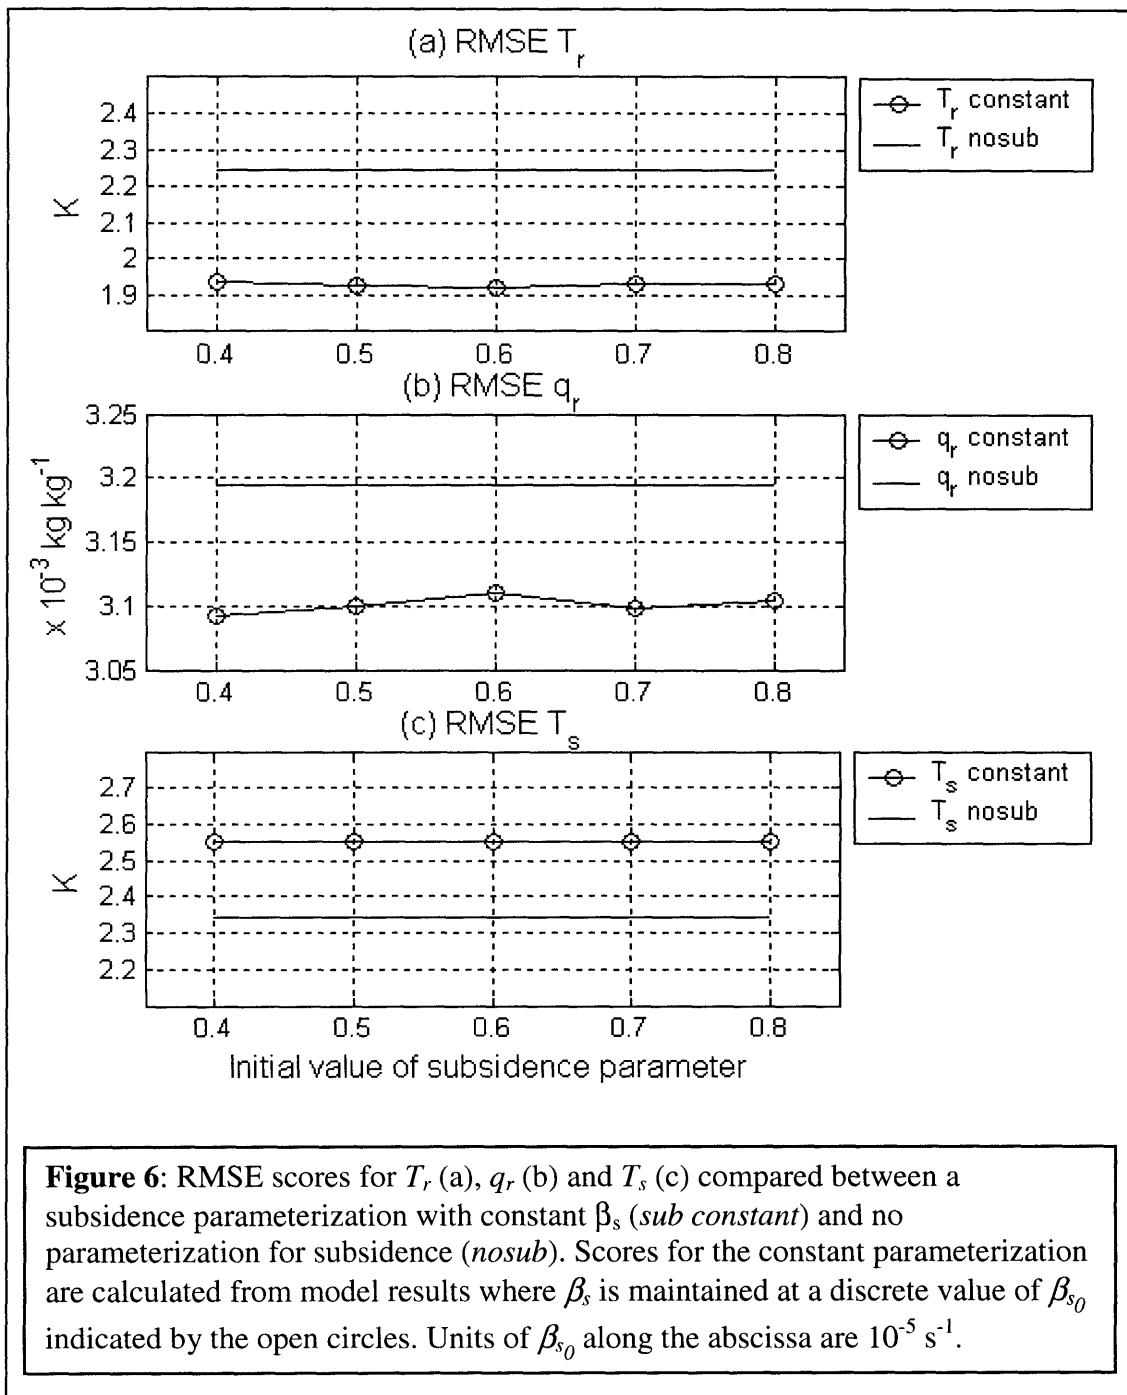 (a) RMSE T_r
2.4
2.3
2.2
2.1
2
1.9
K
0.4 0.5 0.6 0.7 0.8
T_r constant
T_r nosub
(b) RMSE q_r
3.25
3.2
3.15
3.1
3.05
x 10^-3 kg kg^-1
0.4 0.5 0.6 0.7 0.8
q_r constant
q_r nosub
(c) RMSE T_s
2.7
2.6
2.5
2.4
2.3
2.2
K
0.4 0.5 0.6 0.7 0.8
Initial value of subsidence parameter
T_s constant
T_s nosub
Figure 6: RMSE scores for T_r (a), q_r (b) and T_s (c) compared between a
subsidence parameterization with constant β_s (sub constant) and no
parameterization for subsidence (nosub). Scores for the constant parameterization
are calculated from model results where β_s is maintained at a discrete value of β_s_0
indicated by the open circles. Units of β_s_0 along the abscissa are 10^-5 s^-1.